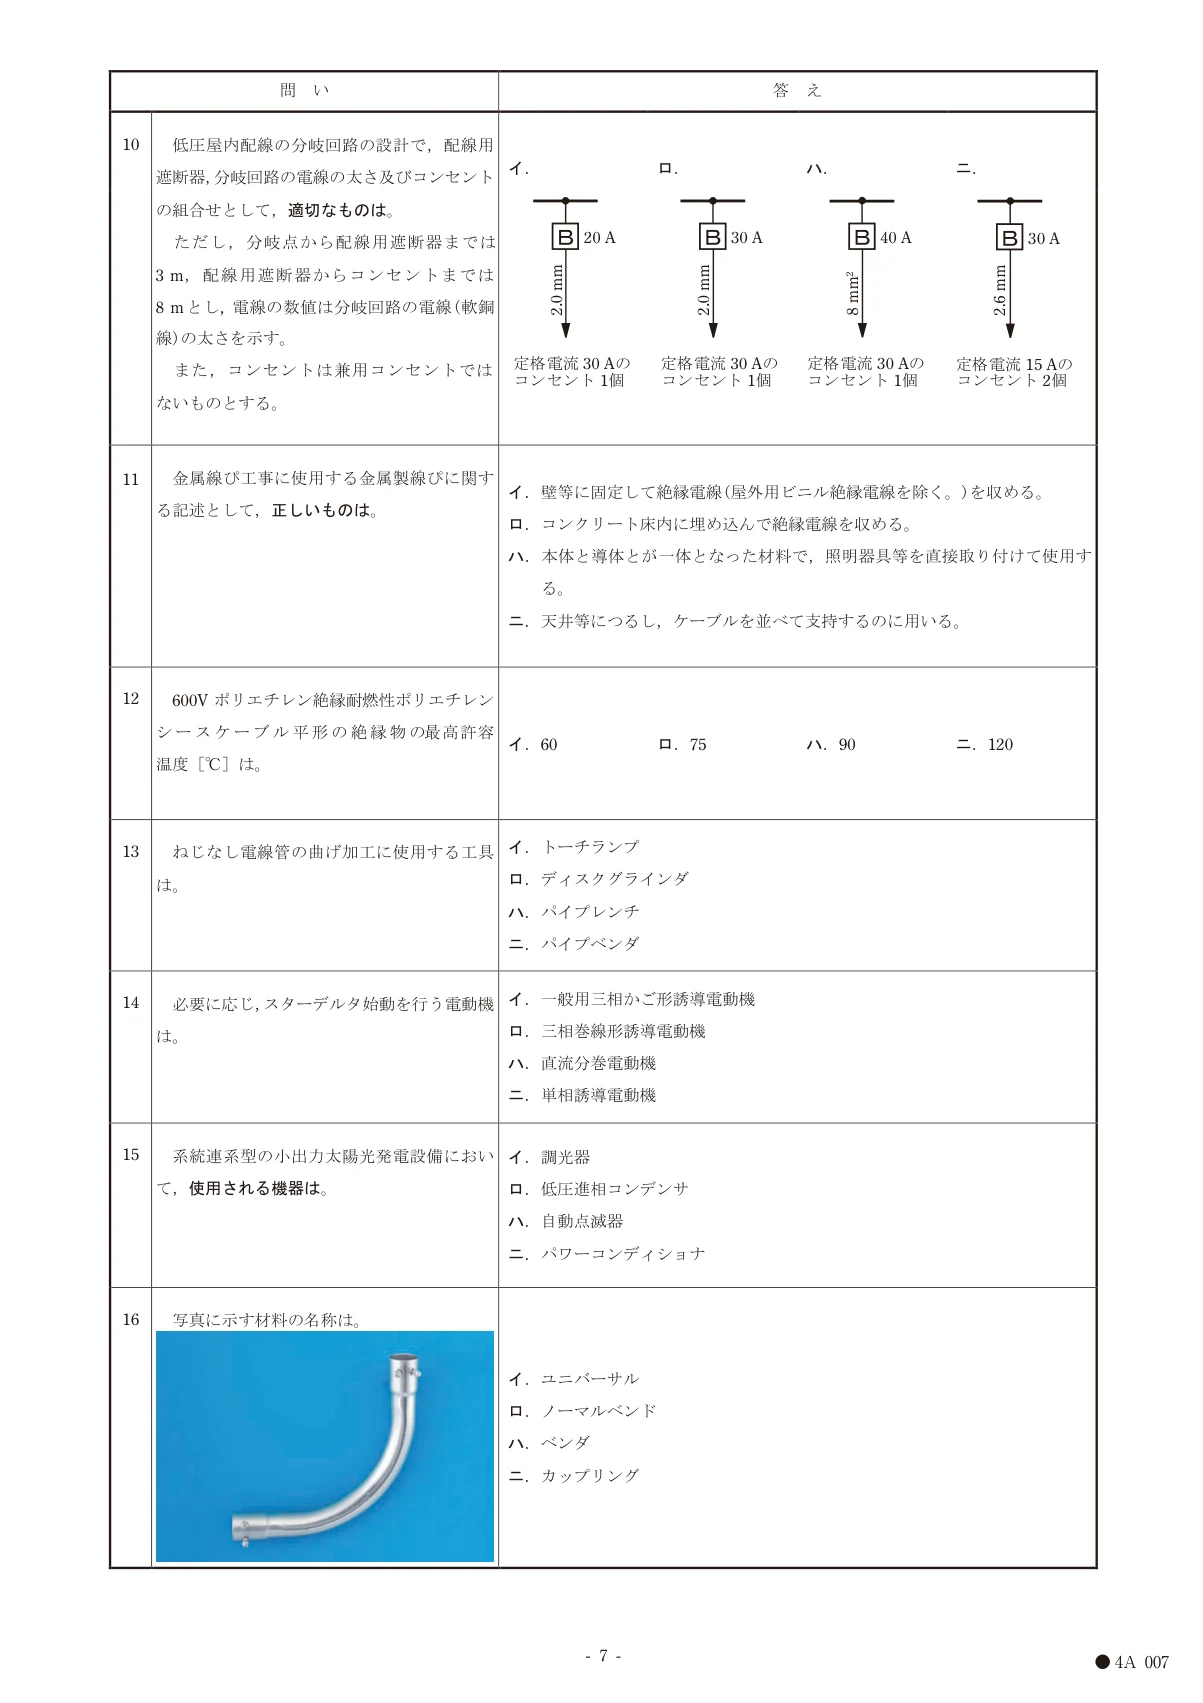 問 い
答 え
10
低圧屋内配線の分岐回路の設計で，配線用
遮断器,分岐回路の電線の太さ及びコンセント
の組合せとして，適切なものは。
ただし，分岐点から配線用遮断器までは
3 m，配線用遮断器からコンセントまでは
8 mとし,電線の数値は分岐回路の電線(軟銅
線)の太さを示す。
また，コンセントは兼用コンセントでは
ないものとする。
イ. ロ. ハ. ニ.
B 20 A B 30 A B 40 A B 30 A
2.0 mm 2.0 mm 8 mm² 2.6 mm
定格電流 30 Aの 定格電流 30 Aの 定格電流 30 Aの 定格電流 15 Aの
コンセント 1個 コンセント 1個 コンセント 1個 コンセント 2個
11
金属線ぴ工事に使用する金属製線ぴに関す
る記述として，正しいものは。
イ. 壁等に固定して絶縁電線(屋外用ビニル絶縁電線を除く。)を収める。
ロ. コンクリート床内に埋め込んで絶縁電線を収める。
ハ. 本体と導体とが一体となった材料で，照明器具等を直接取り付けて使用す
る。
ニ. 天井等につるし，ケーブルを並べて支持するのに用いる。
12
600V ポリエチレン絶縁耐燃性ポリエチレン
シースケーブル平形の絶縁物の最高許容
温度［℃］は。
イ. 60 ロ. 75 ハ. 90 ニ. 120
13
ねじなし電線管の曲げ加工に使用する工具
は。
イ. トーチランプ
ロ. ディスクグラインダ
ハ. パイプレンチ
ニ. パイプベンダ
14
必要に応じ,スターデルタ始動を行う電動機
は。
イ. 一般用三相かご形誘導電動機
ロ. 三相巻線形誘導電動機
ハ. 直流分巻電動機
ニ. 単相誘導電動機
15
系統連系型の小出力太陽光発電設備におい
て，使用される機器は。
イ. 調光器
ロ. 低圧進相コンデンサ
ハ. 自動点滅器
ニ. パワーコンディショナ
16
写真に示す材料の名称は。
イ. ユニバーサル
ロ. ノーマルベンド
ハ. ベンダ
ニ. カップリング
- 7 -
●4A 007